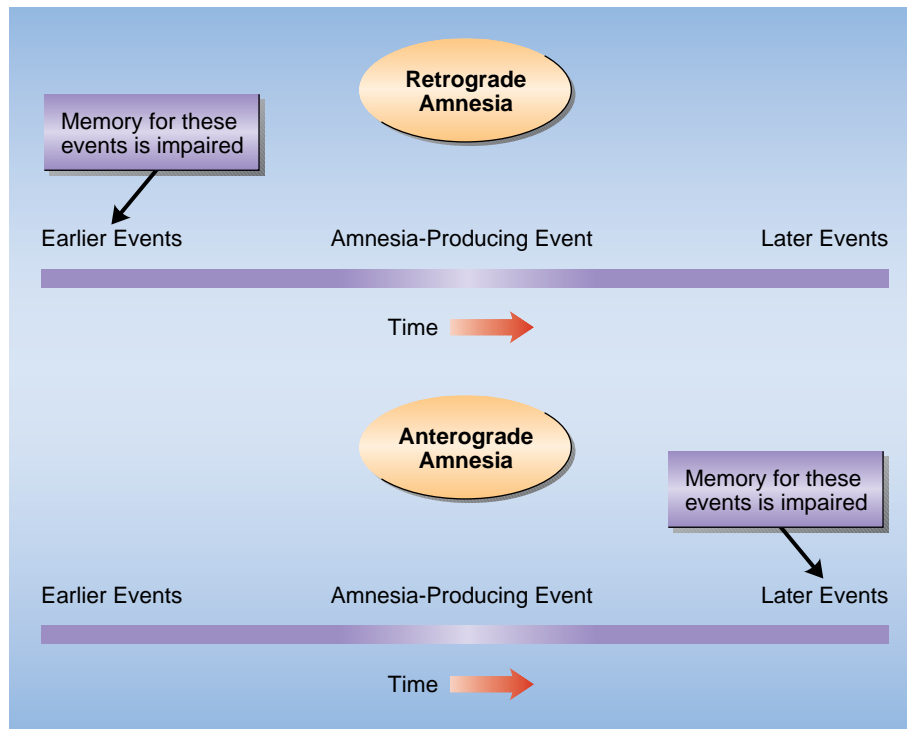 Retrograde
Amnesia
Memory for these
events is impaired
Earlier Events
Amnesia-Producing Event
Later Events
Time
Anterograde
Amnesia
Memory for these
events is impaired
Earlier Events
Amnesia-Producing Event
Later Events
Time